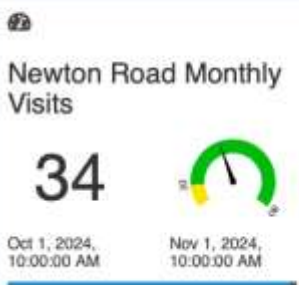 Newton Road Monthly
Visits
34
Oct 1, 2024,
10:00:00 AM
Nov 1, 2024,
10:00:00 AM